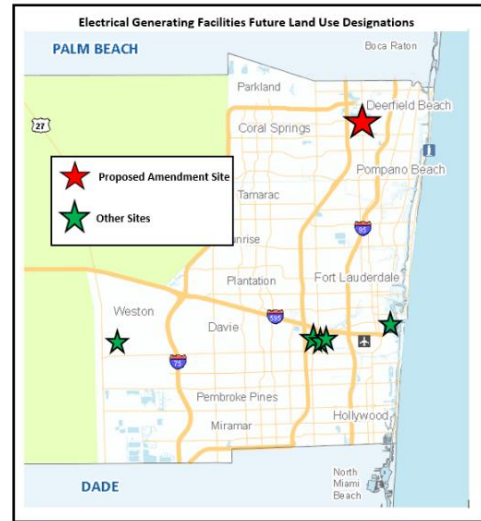 Electrical Generating Facilities Future Land Use Designations
PALM BEACH
Boca Raton
Parkland
Deerfield Beach
27
Coral Springs
Proposed Amendment Site
Pompano Beach
Other Sites
Tamarac
unrise
95
Plantation
Fort Lauderdale
Weston
595
Davie
75
Pembroke Pines
Hollywood
Miramar
North
Miami
Beach
DADE